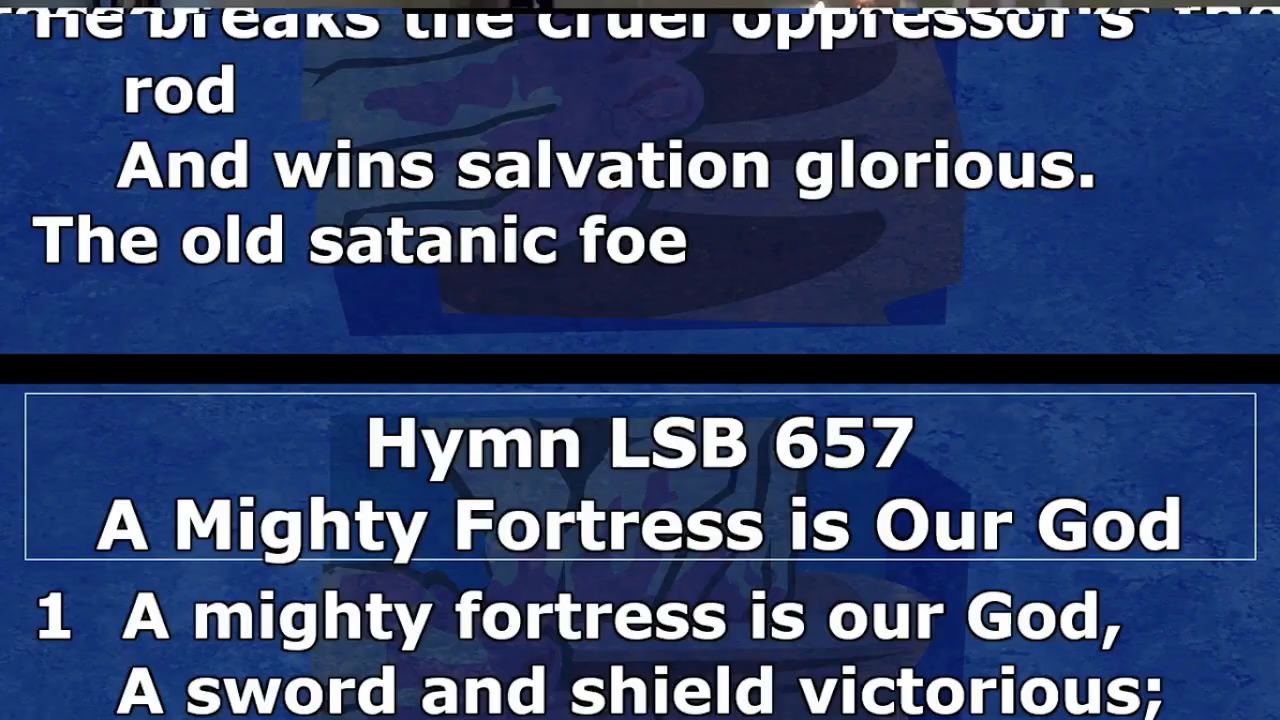 He breaks the cruel oppressor's
rod
And wins salvation glorious.
The old satanic foe
Hymn LSB 657
A Mighty Fortress is Our God
1 A mighty fortress is our God,
A sword and shield victorious;